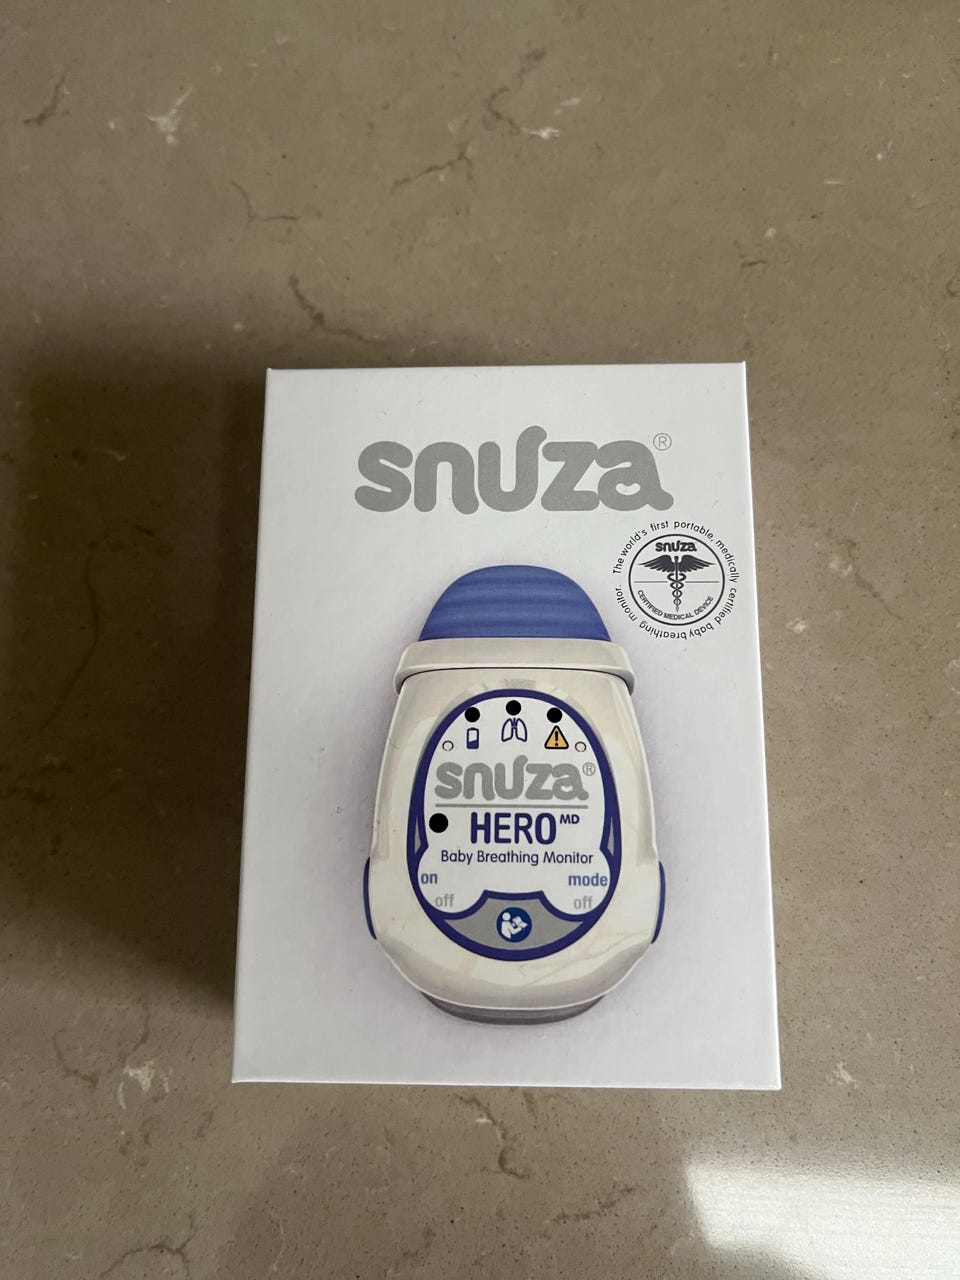 snuza®
The world's first portable, medically certified baby breathing monitor.
snuza
CERTIFIED MEDICAL DEVICE
snuza®
HERO MD
Baby Breathing Monitor
on mode
off off